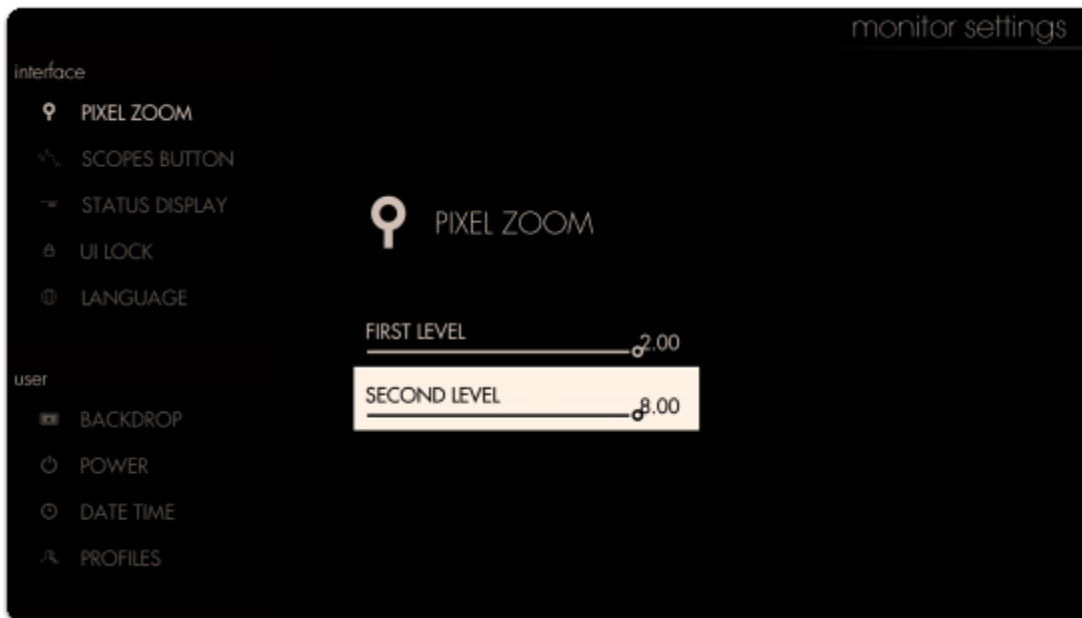 monitor settings
interface
PIXEL ZOOM
SCOPES BUTTON
STATUS DISPLAY
UI LOCK
LANGUAGE
user
BACKDROP
POWER
DATE TIME
PROFILES
PIXEL ZOOM
FIRST LEVEL 2.00
SECOND LEVEL 8.00